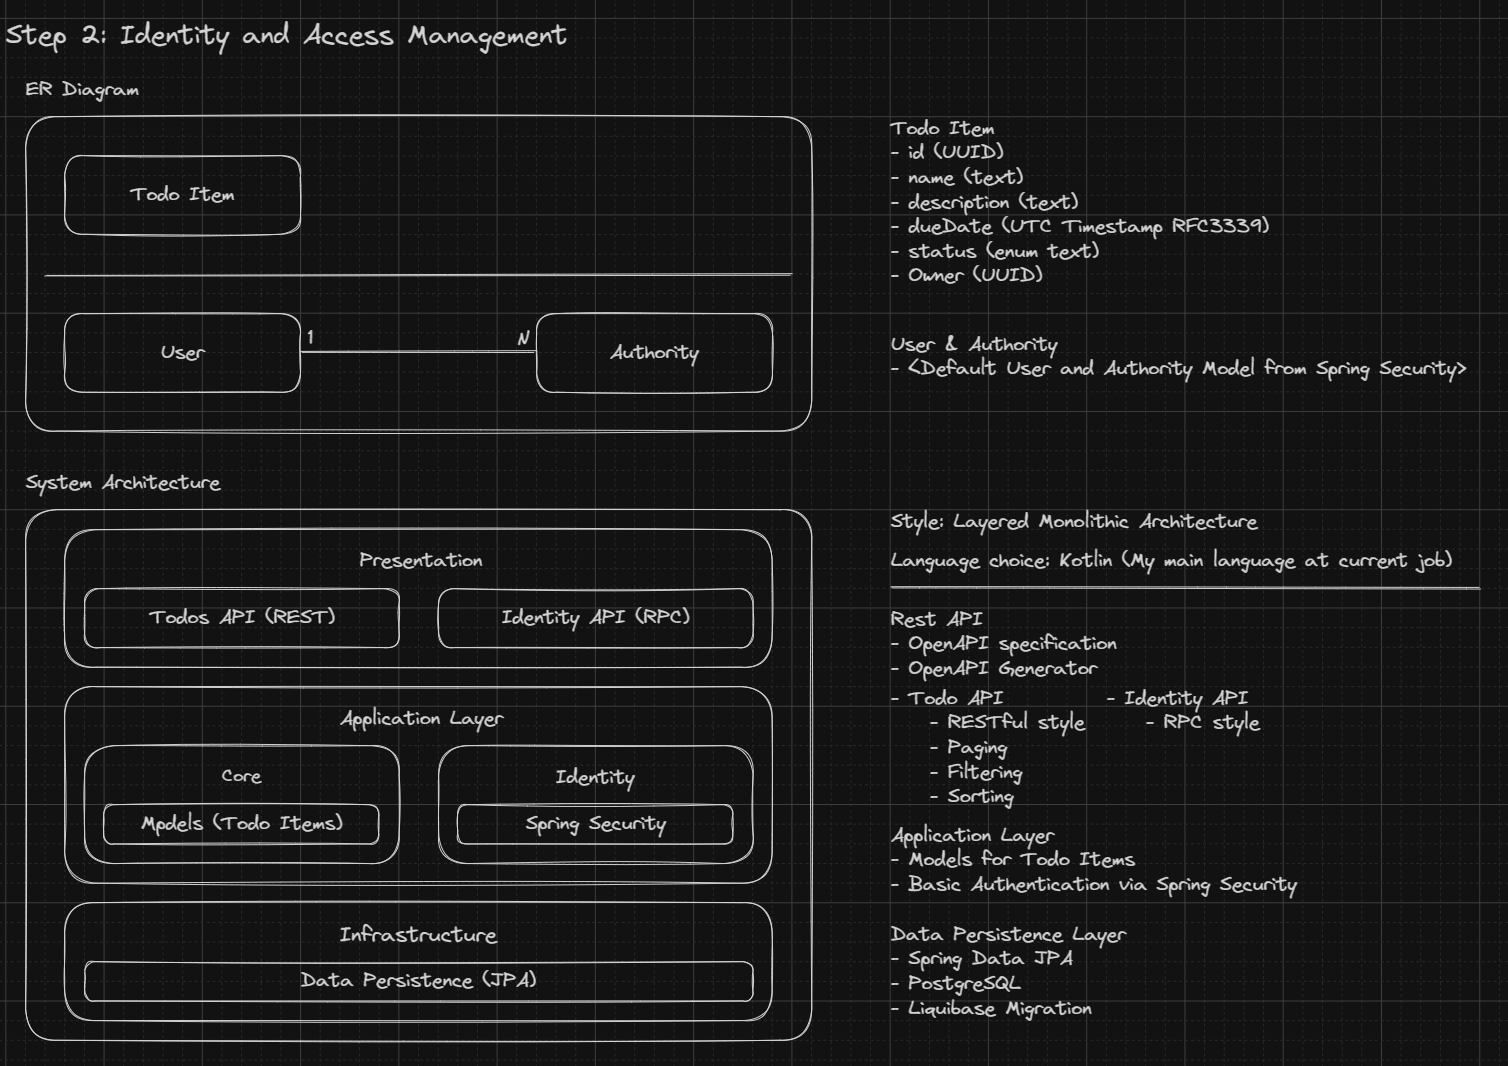 Step 2: Identity and Access Management
ER Diagram
Todo Item
User
1
N
Authority
Todo Item
- id (UUID)
- name (text)
- description (text)
- dueDate (UTC Timestamp RFC3339)
- status (enum text)
- Owner (UUID)
User & Authority
- <Default User and Authority Model from Spring Security>
System Architecture
Presentation
Todos API (REST)
Identity API (RPC)
Application Layer
Core
Models (Todo Items)
Identity
Spring Security
Infrastructure
Data Persistence (JPA)
Style: Layered Monolithic Architecture
Language choice: Kotlin (My main language at current job)
Rest API
- OpenAPI specification
- OpenAPI Generator
- Todo API
- RESTful style
- Paging
- Filtering
- Sorting
- Identity API
- RPC style
Application Layer
- Models for Todo Items
- Basic Authentication via Spring Security
Data Persistence Layer
- Spring Data JPA
- PostgreSQL
- Liquibase Migration